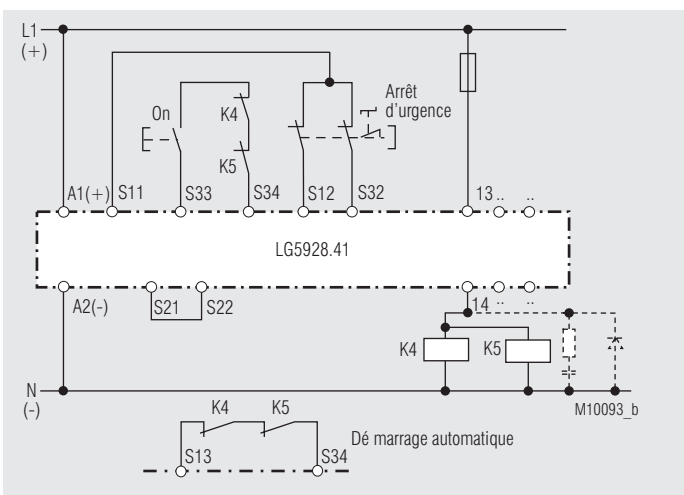 L1
(+)
On
K4
K5
Arrêt
d'urgence
A1(+) S11 S33 S34 S12 S32 13 .. ..
LG5928.41
A2(-) S21 S22 14 .. ..
K4 K5
N
(-)
M10093_b
K4 K5
S13 S34
Dé marrage automatique